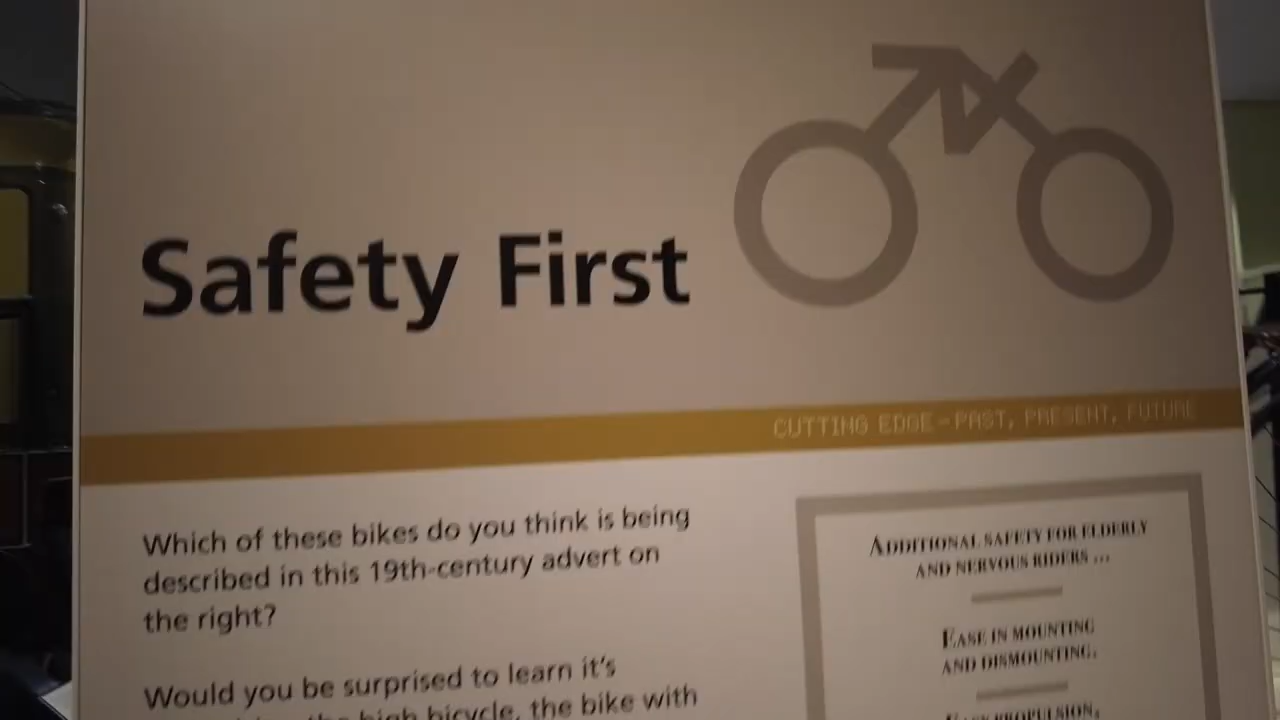 Safety First
CUTTING EDGE - PAST, PRESENT, FUTURE
Which of these bikes do you think is being
described in this 19th-century advert on
the right?
Would you be surprised to learn it's
the high bicycle, the bike with
ADDITIONAL SAFETY FOR ELDERLY
AND NERVOUS RIDERS ...
EASE IN MOUNTING
AND DISMOUNTING.
EASY PROPULSION,